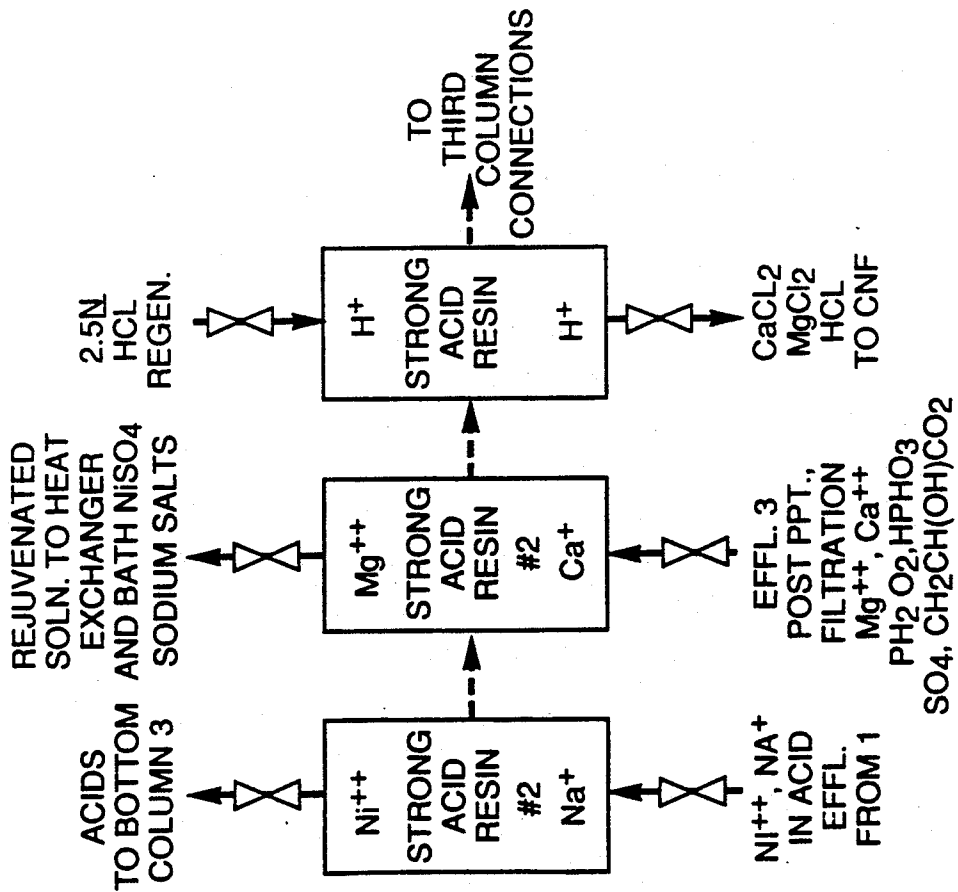 ACIDS
TO BOTTOM
COLUMN 3
Ni++
STRONG
ACID
RESIN
#2
Na+
NI++, NA+
IN ACID
EFFL.
FROM 1
REJUVENATED
SOLN. TO HEAT
EXCHANGER
AND BATH NiSO4
SODIUM SALTS
Mg++
STRONG
ACID
RESIN
#2
Ca+
EFFL. 3
POST PPT.,
FILTRATION
Mg++, Ca++
PH2 O2, HPHO3
SO4, CH2CH(OH)CO2
2.5N
HCL
REGEN.
H+
STRONG
ACID
RESIN
H+
CaCL2
MgCl2
HCL
TO CNF
TO
THIRD
COLUMN
CONNECTIONS